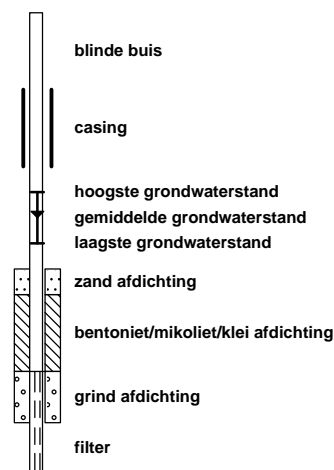 blinde buis
casing
hoogste grondwaterstand
gemiddelde grondwaterstand
laagste grondwaterstand
zand afdichting
bentoniet/mikoliet/klei afdichting
grind afdichting
filter